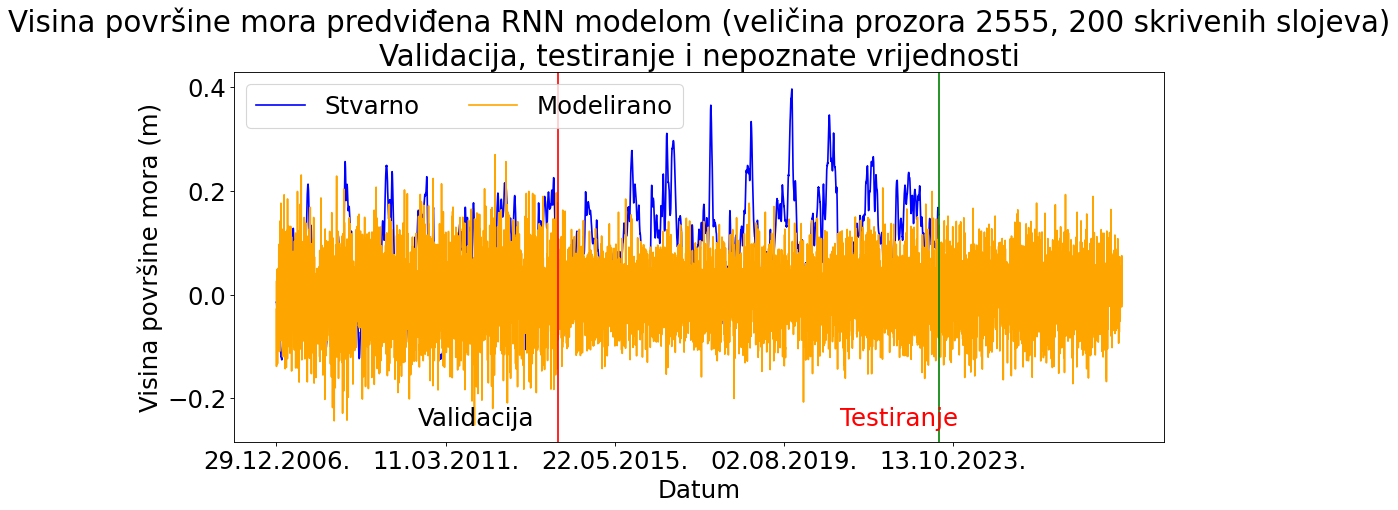 Visina površine mora predviđena RNN modelom (veličina prozora 2555, 200 skrivenih slojeva)
Validacija, testiranje i nepoznate vrijednosti
Stvarno Modelirano
Visina površine mora (m)
0.4
0.2
0.0
−0.2
Validacija Testiranje
29.12.2006. 11.03.2011. 22.05.2015. 02.08.2019. 13.10.2023.
Datum